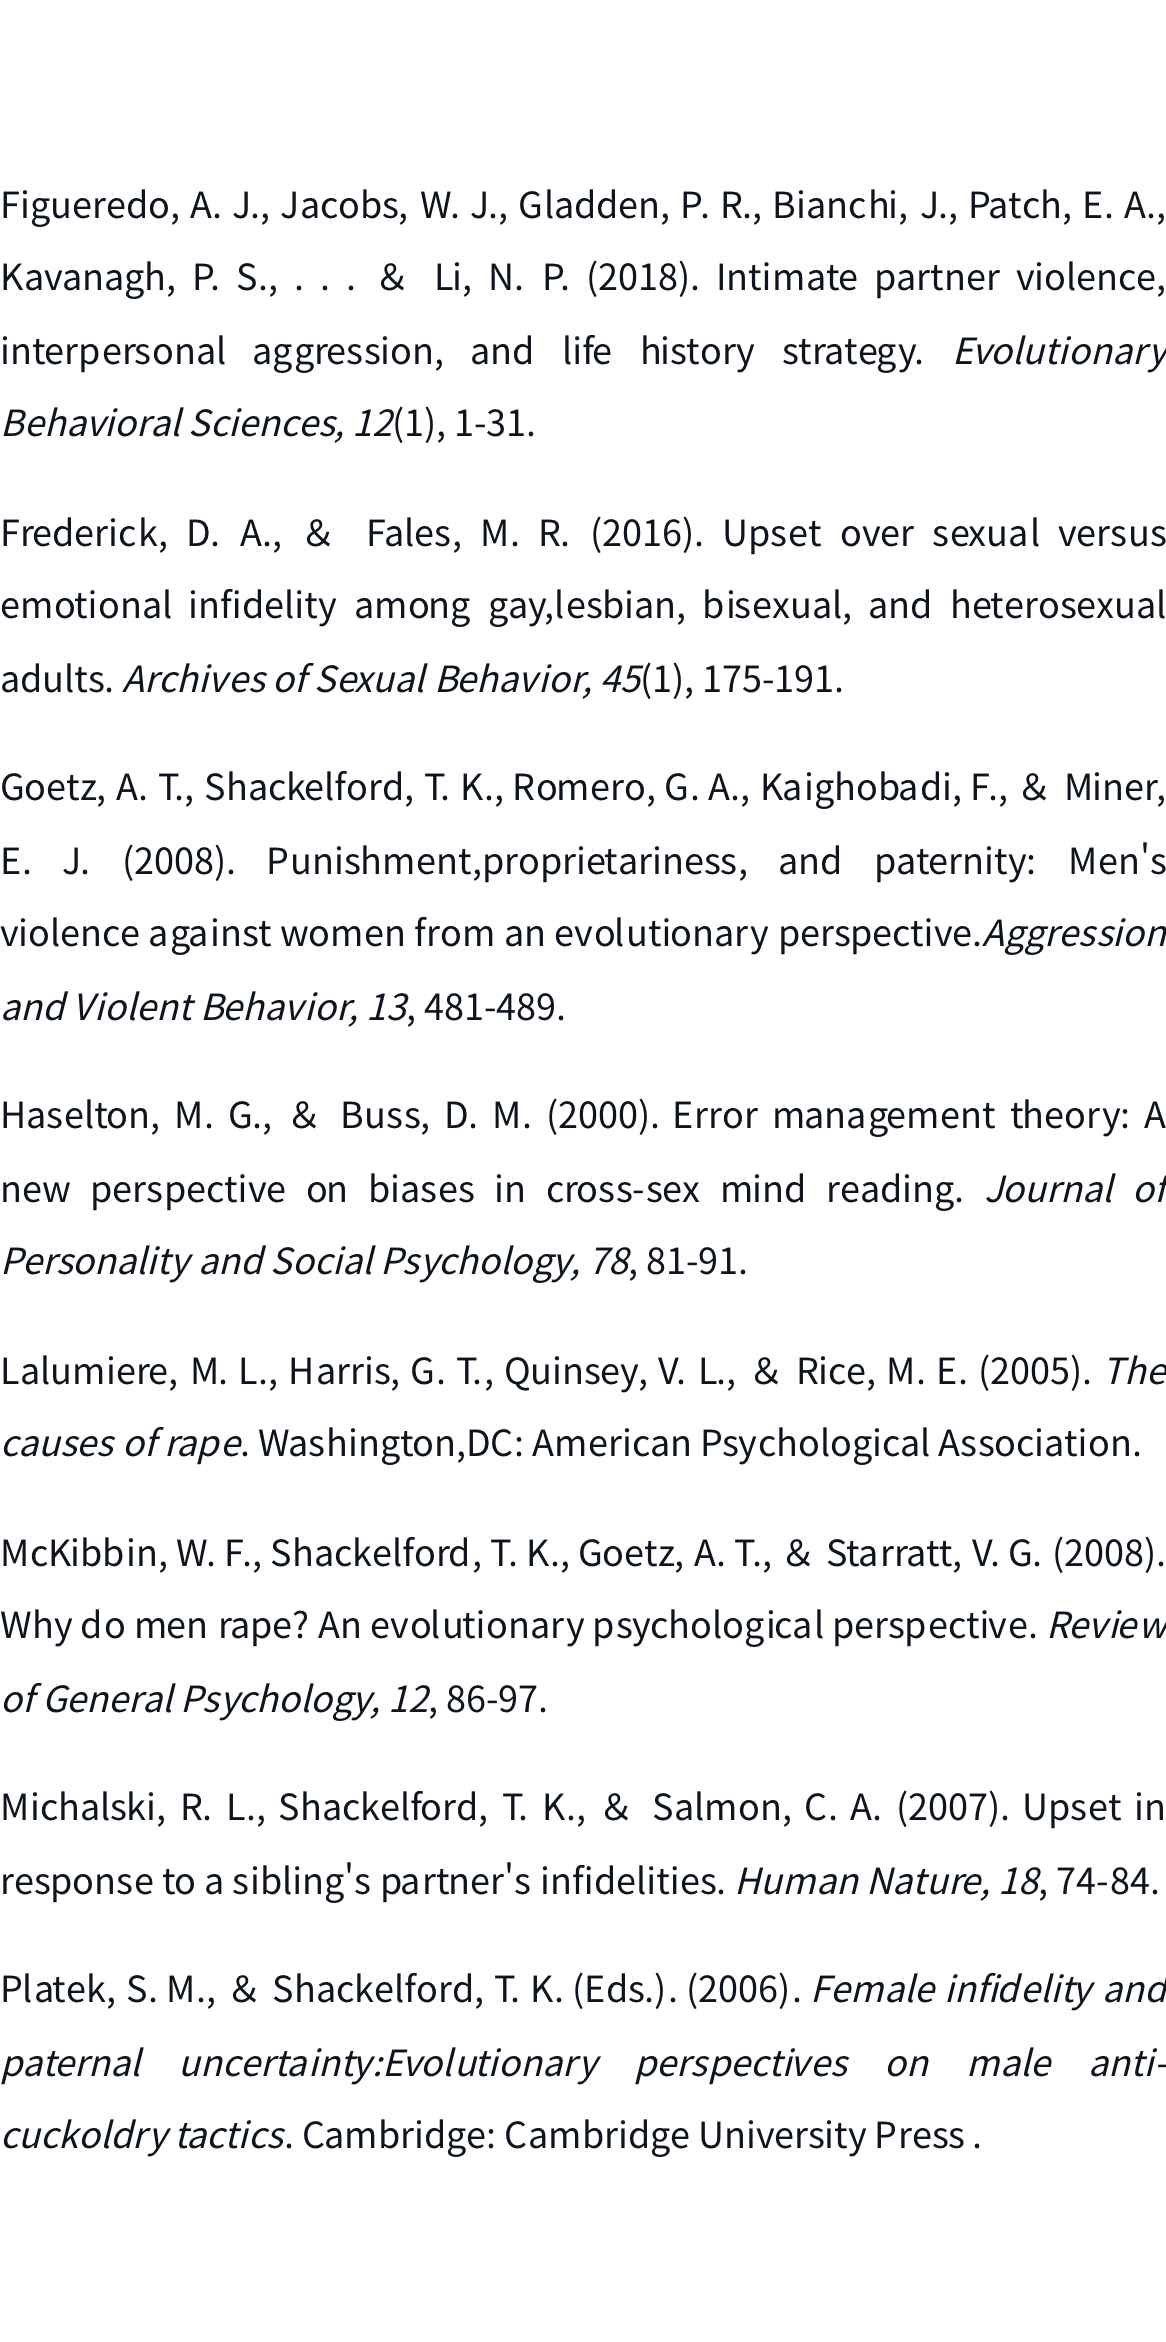 Figueredo, A. J., Jacobs, W. J., Gladden, P. R., Bianchi, J., Patch, E. A.,
Kavanagh, P. S., . . . & Li, N. P. (2018). Intimate partner violence,
interpersonal aggression, and life history strategy. Evolutionary
Behavioral Sciences, 12(1), 1-31.
Frederick, D. A., & Fales, M. R. (2016). Upset over sexual versus
emotional infidelity among gay,lesbian, bisexual, and heterosexual
adults. Archives of Sexual Behavior, 45(1), 175-191.
Goetz, A. T., Shackelford, T. K., Romero, G. A., Kaighobadi, F., & Miner,
E. J. (2008). Punishment,proprietariness, and paternity: Men's
violence against women from an evolutionary perspective.Aggression
and Violent Behavior, 13, 481-489.
Haselton, M. G., & Buss, D. M. (2000). Error management theory: A
new perspective on biases in cross-sex mind reading. Journal of
Personality and Social Psychology, 78, 81-91.
Lalumiere, M. L., Harris, G. T., Quinsey, V. L., & Rice, M. E. (2005). The
causes of rape. Washington,DC: American Psychological Association.
McKibbin, W. F., Shackelford, T. K., Goetz, A. T., & Starratt, V. G. (2008).
Why do men rape? An evolutionary psychological perspective. Review
of General Psychology, 12, 86-97.
Michalski, R. L., Shackelford, T. K., & Salmon, C. A. (2007). Upset in
response to a sibling's partner's infidelities. Human Nature, 18, 74-84.
Platek, S. M., & Shackelford, T. K. (Eds.). (2006). Female infidelity and
paternal uncertainty:Evolutionary perspectives on male anti-
cuckoldry tactics. Cambridge: Cambridge University Press .